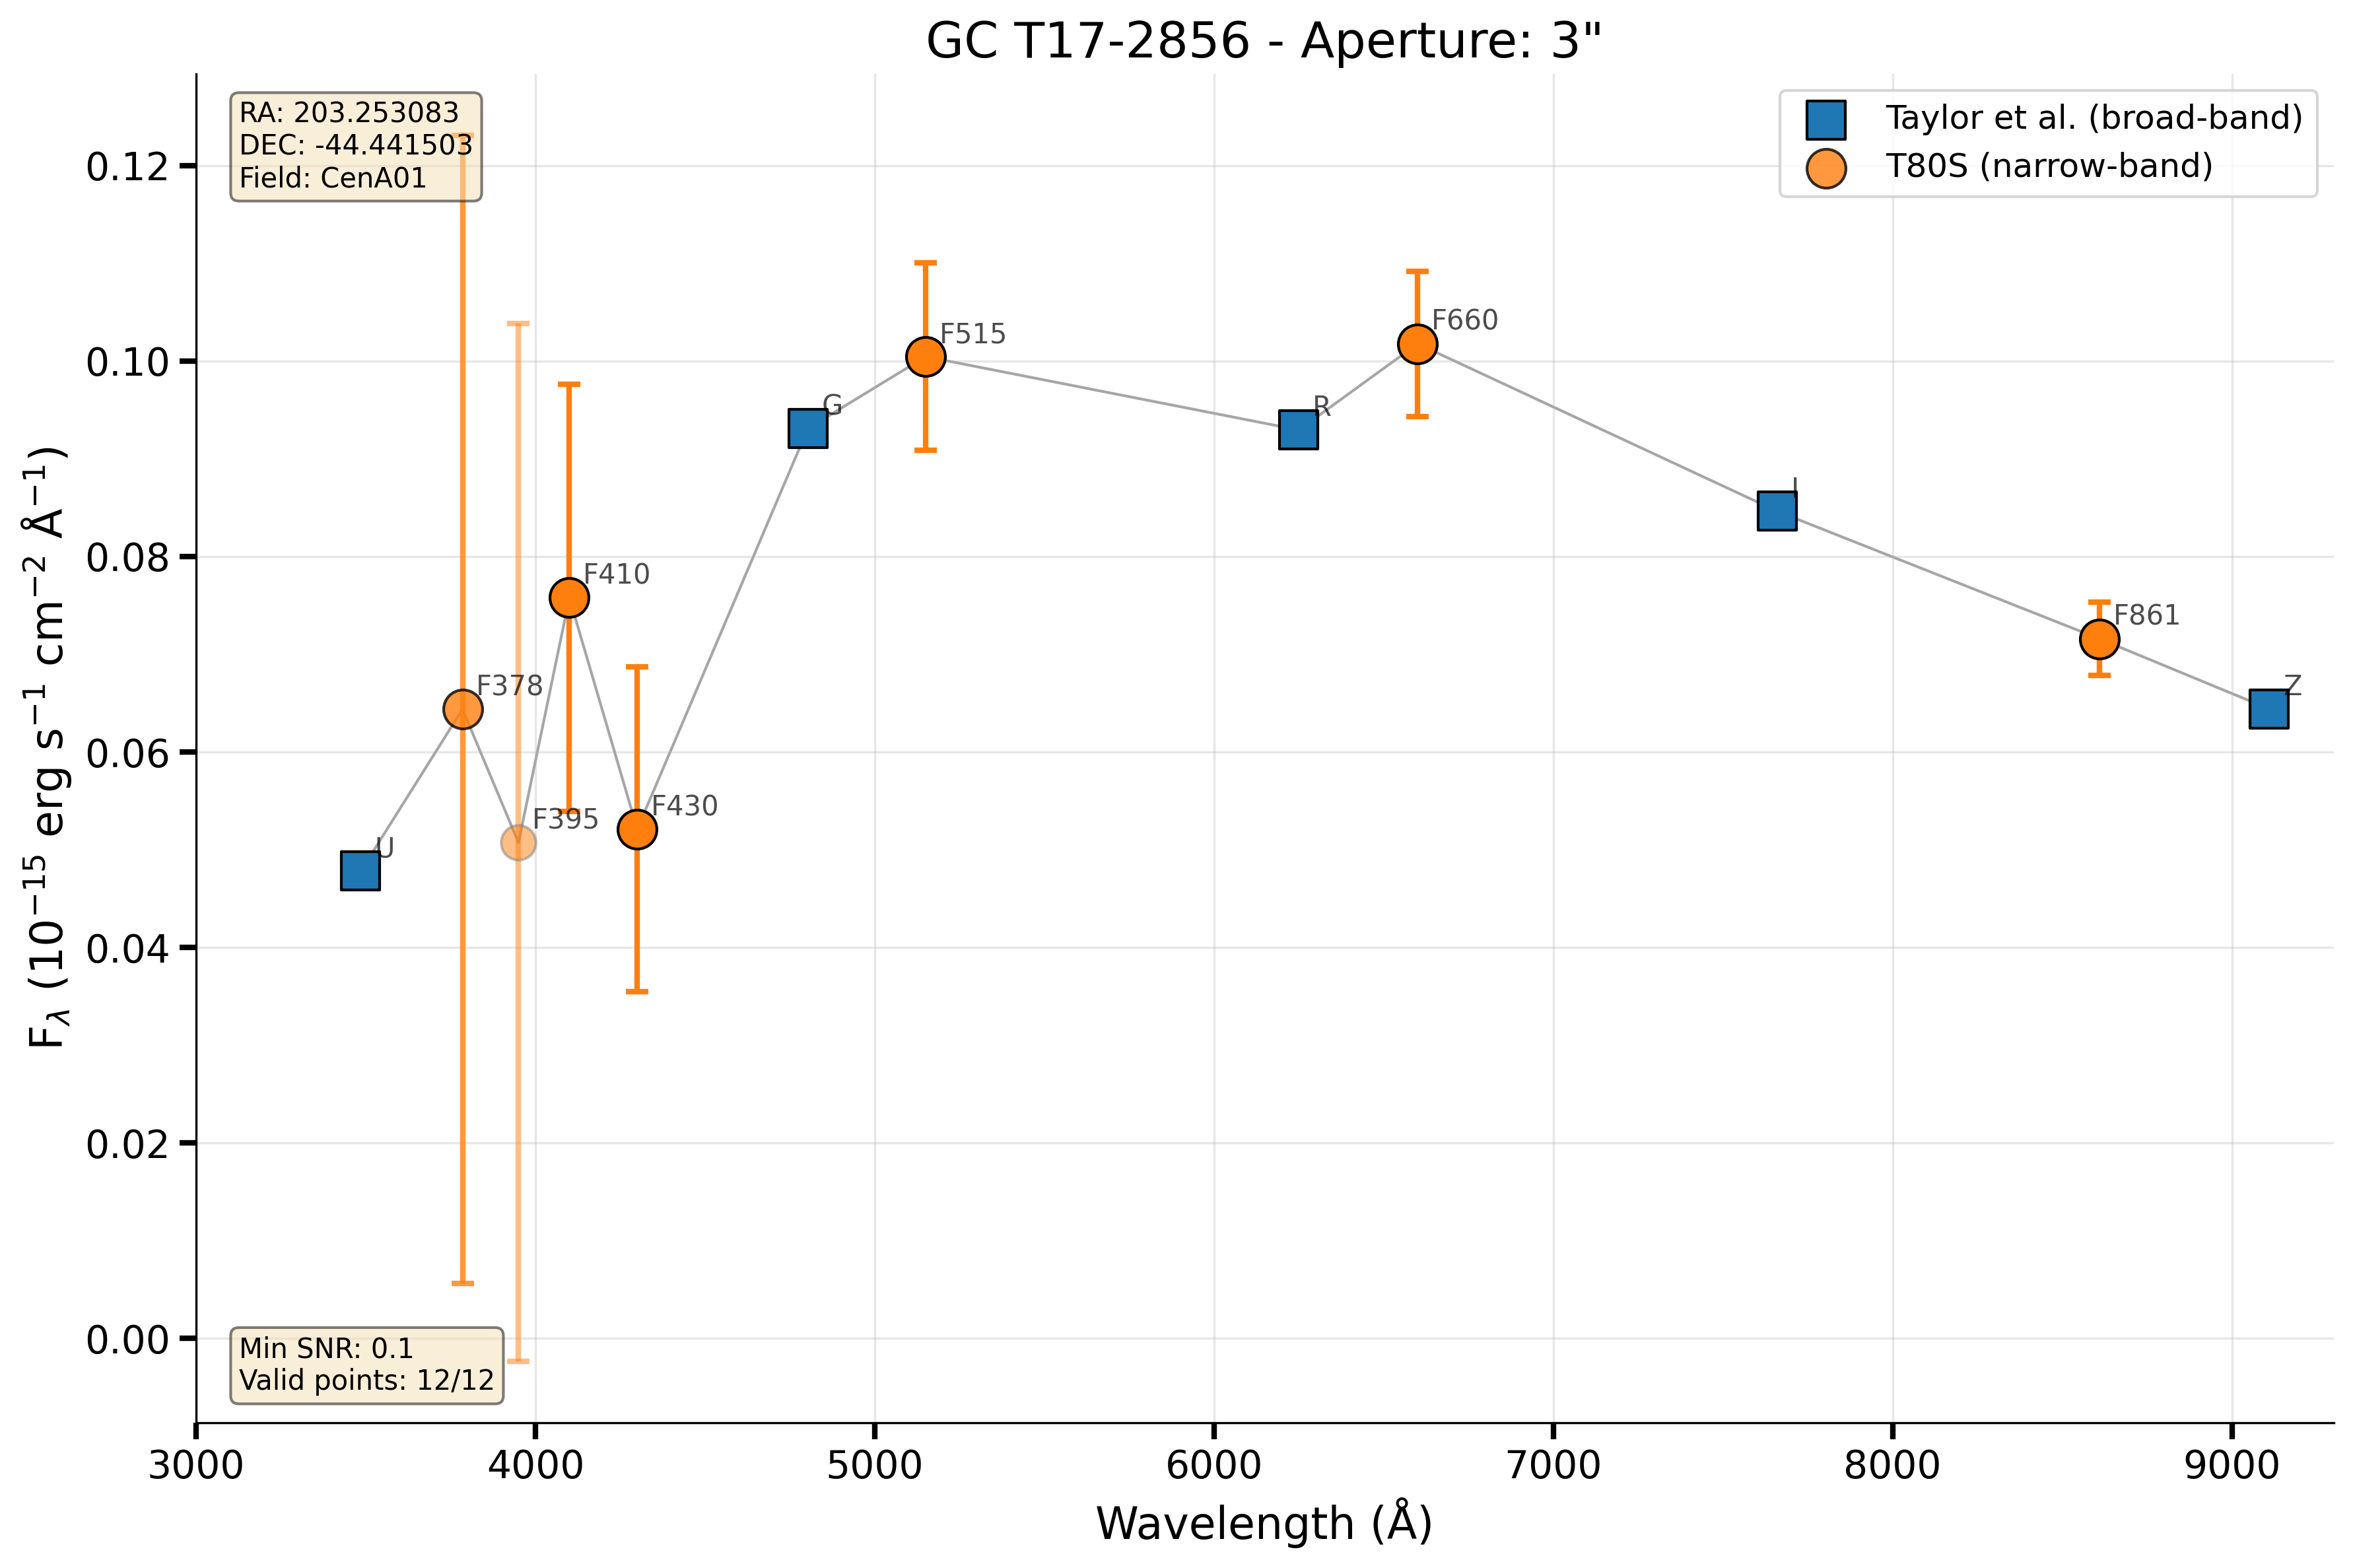 GC T17-2856 - Aperture: 3"
RA: 203.253083
DEC: -44.441503
Field: CenA01
Taylor et al. (broad-band)
T80S (narrow-band)
0.12
0.10
0.08
0.06
0.04
0.02
0.00
F_λ (10⁻¹⁵ erg s⁻¹ cm⁻² Å⁻¹)
U
F378
F395
F410
F430
G
F515
R
F660
I
F861
Z
Min SNR: 0.1
Valid points: 12/12
3000 4000 5000 6000 7000 8000 9000
Wavelength (Å)